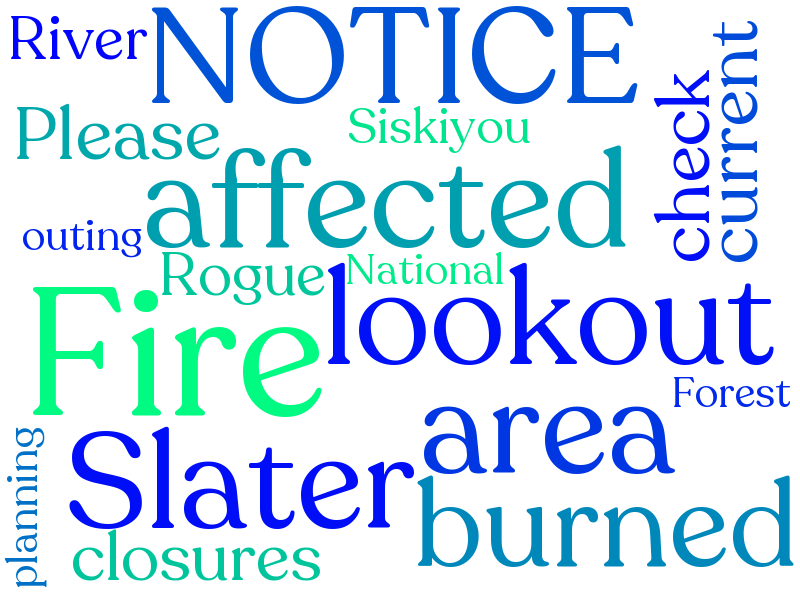 River
NOTICE
check
current
Please
Siskiyou
affected
outing
Rogue
National
lookout
Fire
Forest
area
planning
Slater
burned
closures